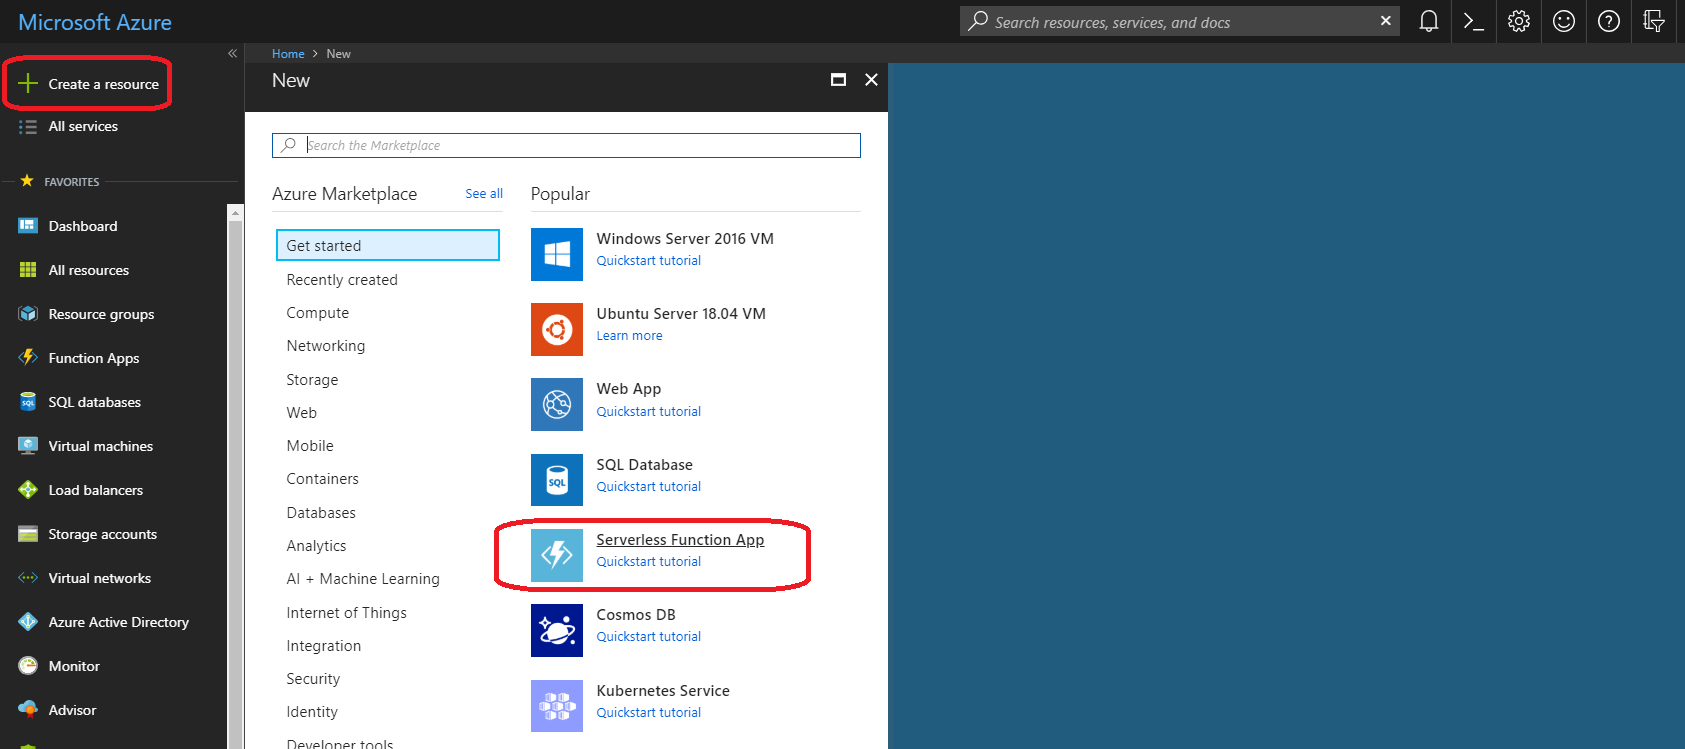 Microsoft Azure
Search resources, services, and docs
Create a resource
All services
FAVORITES
Dashboard
All resources
Resource groups
Function Apps
SQL databases
Virtual machines
Load balancers
Storage accounts
Virtual networks
Azure Active Directory
Monitor
Advisor
Home > New
New
Search the Marketplace
Azure Marketplace
See all
Get started
Recently created
Compute
Networking
Storage
Web
Mobile
Containers
Databases
Analytics
AI + Machine Learning
Internet of Things
Integration
Security
Identity
Developer tools
Popular
Windows Server 2016 VM
Quickstart tutorial
Ubuntu Server 18.04 VM
Learn more
Web App
Quickstart tutorial
SQL
SQL Database
Quickstart tutorial
Serverless Function App
Quickstart tutorial
Cosmos DB
Quickstart tutorial
Kubernetes Service
Quickstart tutorial